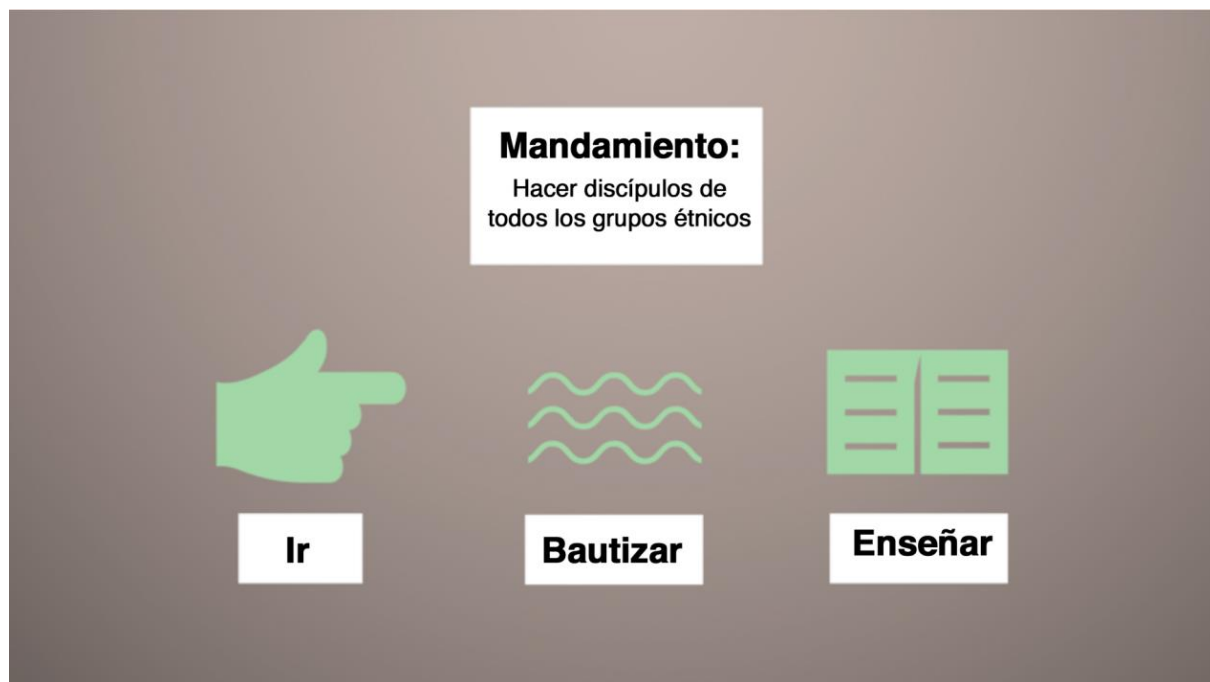 Mandamiento:
Hacer discípulos de
todos los grupos étnicos
Ir
Bautizar
Enseñar